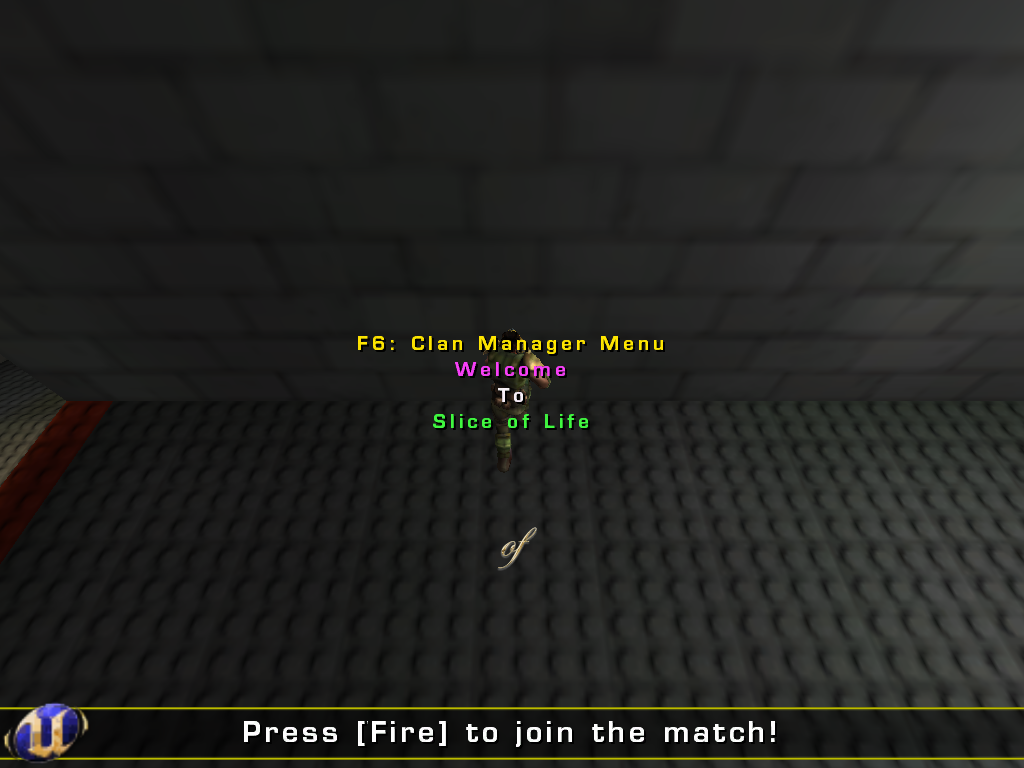 F6: Clan Manager Menu
Welcome
To
Slice of Life
of
Press [Fire] to join the match!